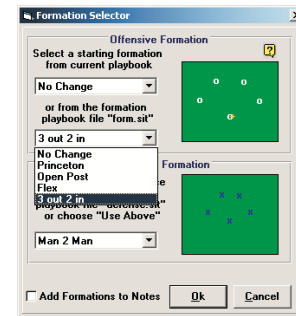 Formation Selector
Offensive Formation
Select a starting formation
from current playbook
?
No Change
or from the formation
playbook file "form.sit"
3 out 2 in
No Change
Princeton
Open Post
Flex
3 out 2 in
Formation
playbook file "defense.sit"
or choose "Use Above"
Man 2 Man
o o
o o
o
x x
x x
x
Add Formations to Notes
Ok
Cancel